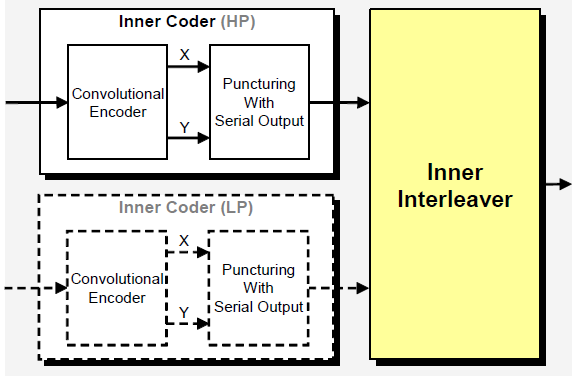 Inner Coder (HP)
Convolutional
Encoder
X
Y
Puncturing
With
Serial Output
Inner Coder (LP)
Convolutional
Encoder
X
Y
Puncturing
With
Serial Output
Inner
Interleaver